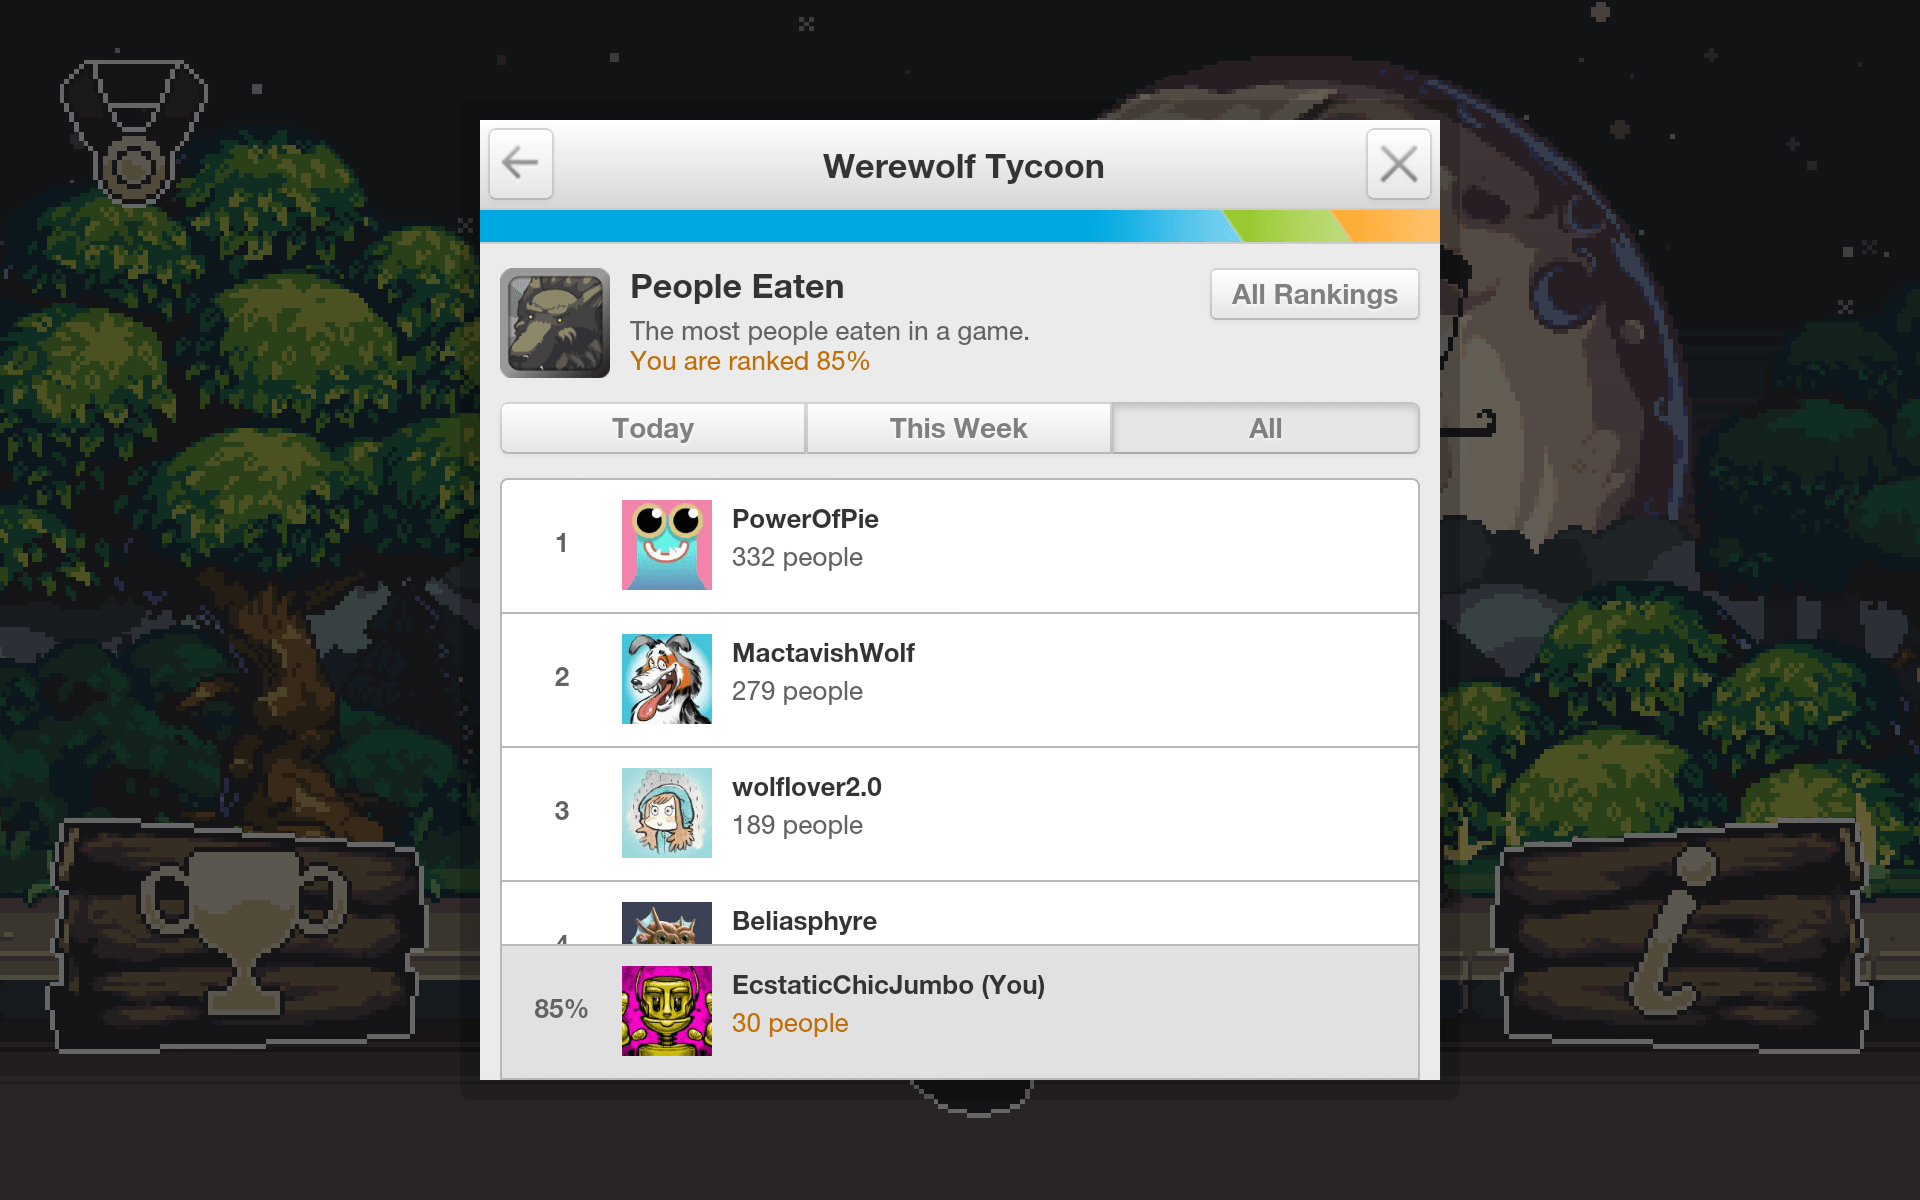 Werewolf Tycoon
People Eaten
All Rankings
The most people eaten in a game.
You are ranked 85%
Today
This Week
All
1
PowerOfPie
332 people
2
MactavishWolf
279 people
3
wolflover2.0
189 people
4
Beliasphyre
85%
EcstaticChicJumbo (You)
30 people